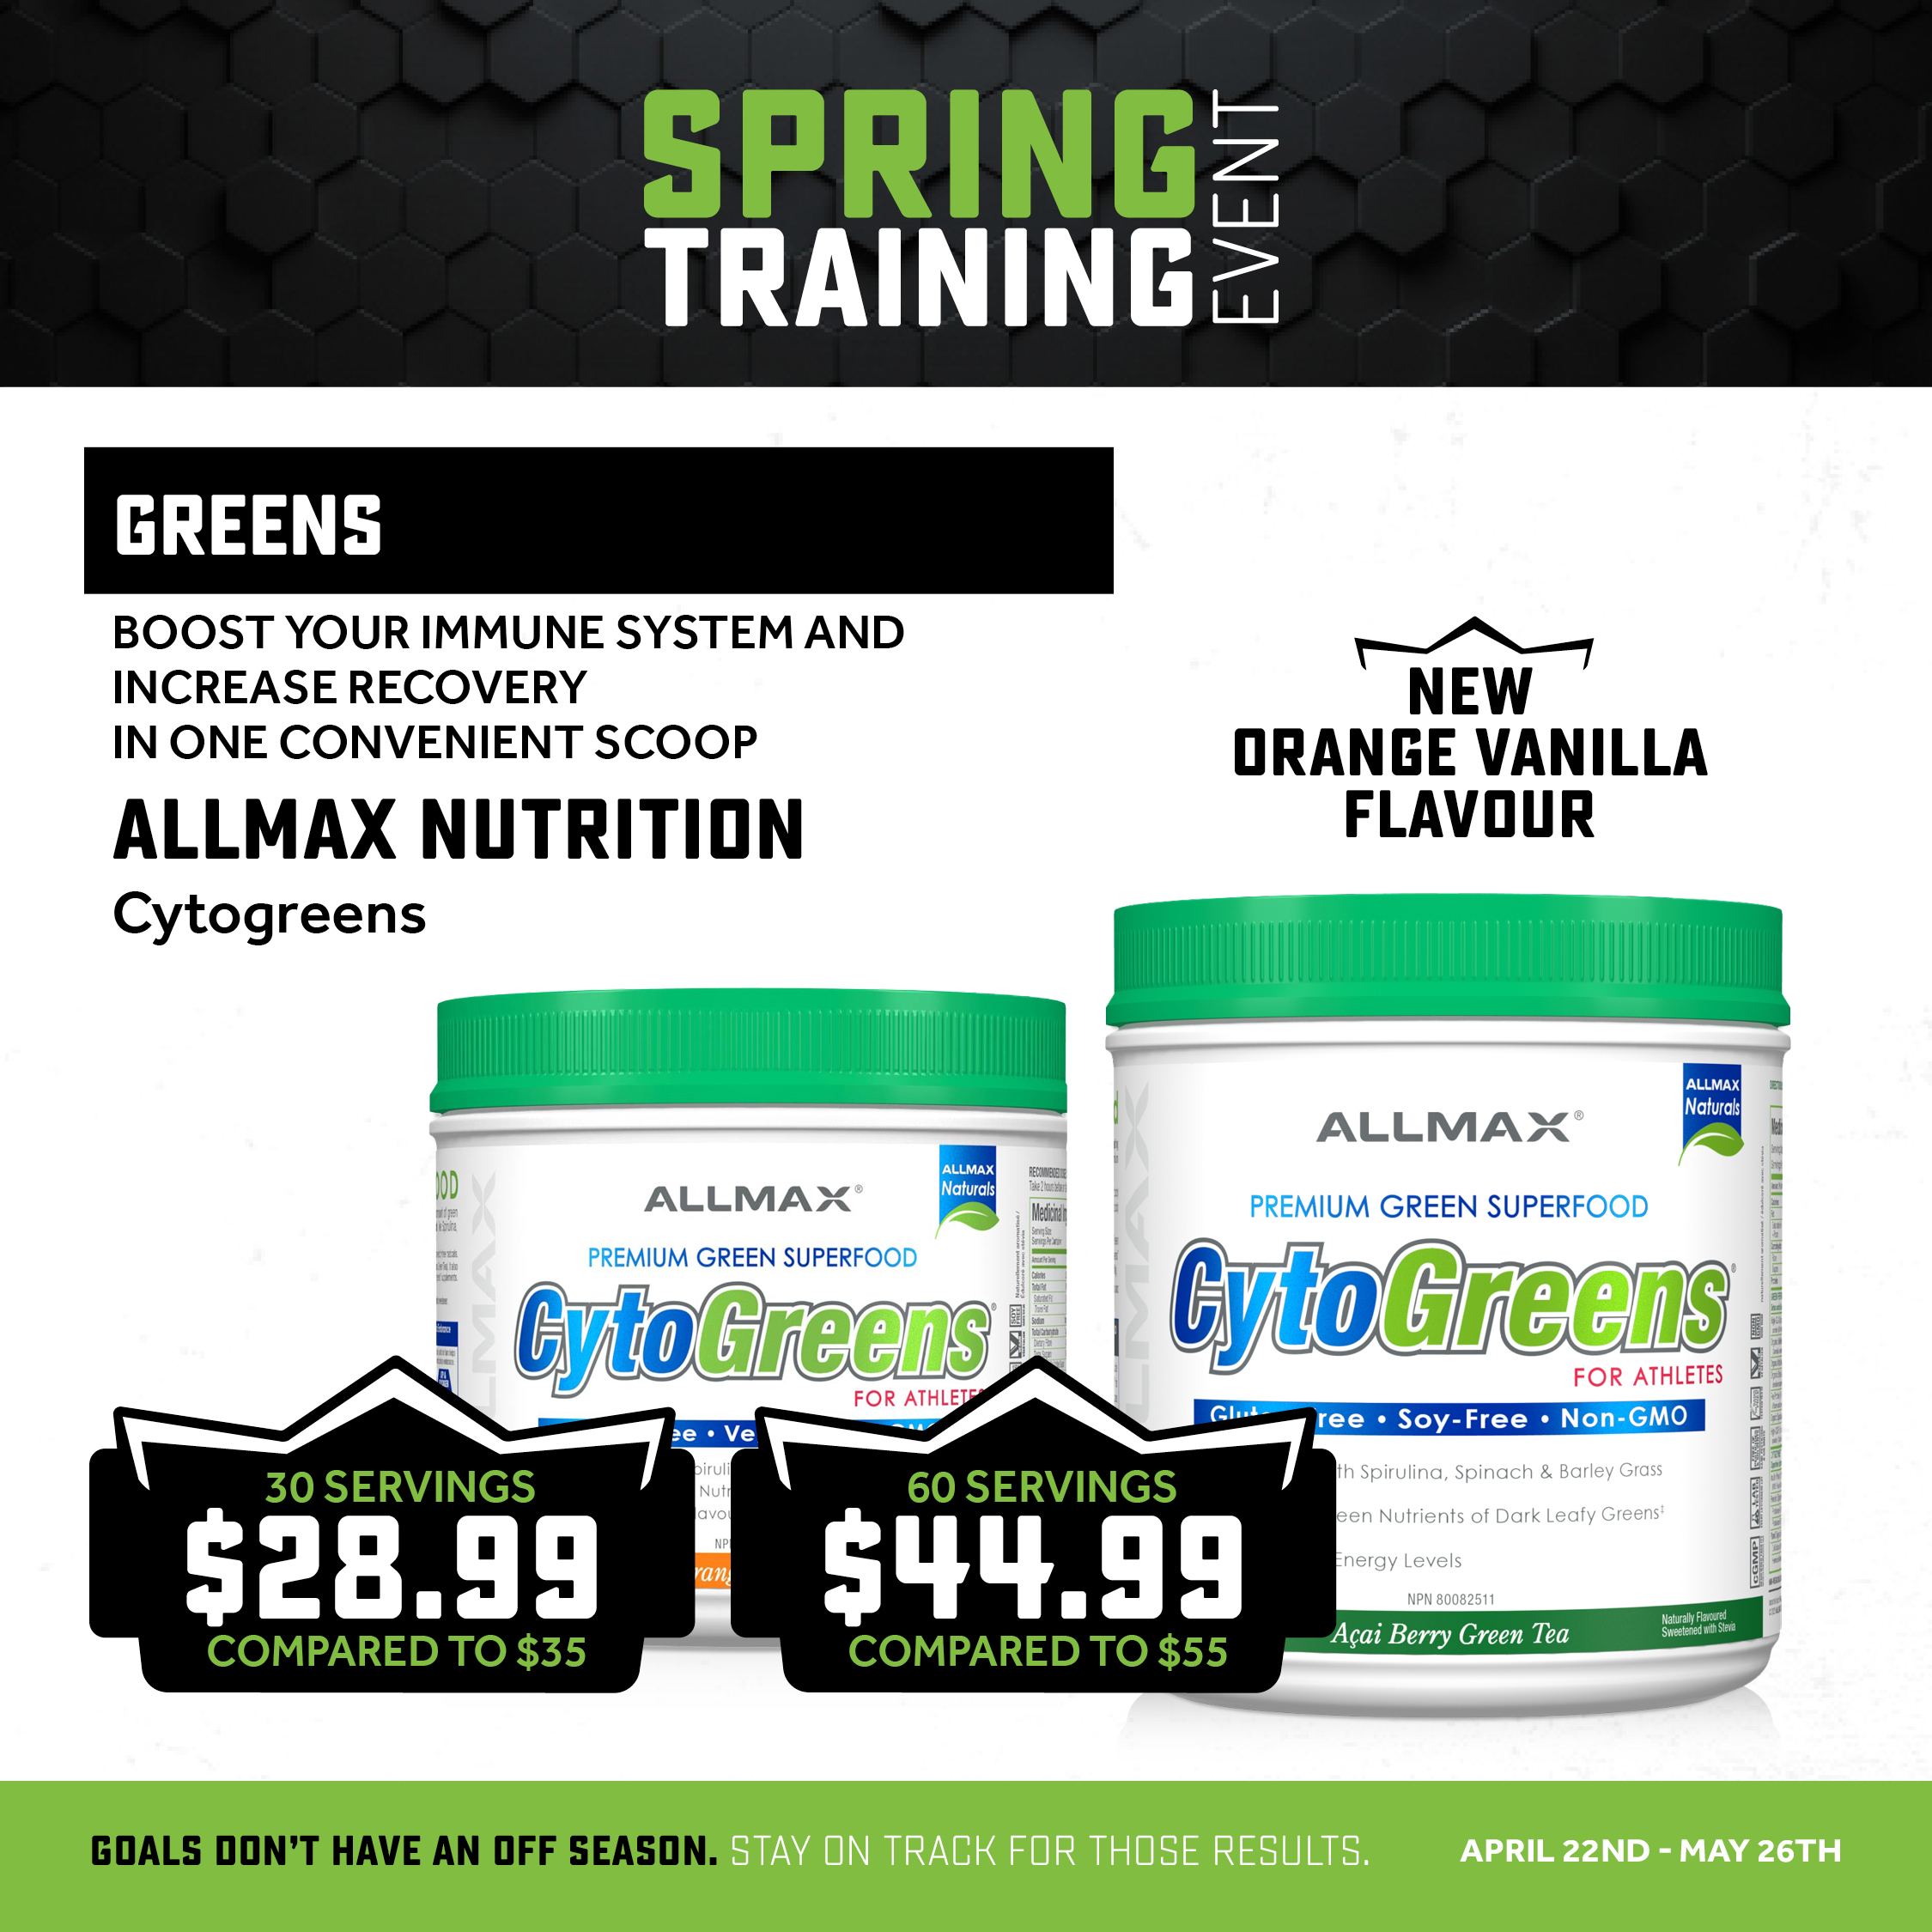 SPRING
TRAINING
EVENT
GREENS
BOOST YOUR IMMUNE SYSTEM AND
INCREASE RECOVERY
IN ONE CONVENIENT SCOOP
ALLMAX NUTRITION
Cytogreens
NEW
ORANGE VANILLA
FLAVOUR
ALLMAX®
ALLMAX
Naturals
PREMIUM GREEN SUPERFOOD
CytoGreens®
FOR ATHLETES
ALLMAX®
ALLMAX
Naturals
PREMIUM GREEN SUPERFOOD
CytoGreens®
FOR ATHLETES
Soy-Free • Non-GMO
Spirulina, Spinach & Barley Grass
Nutrients of Dark Leafy Greens‡
Energy Levels
NPN 80082511
Açai Berry Green Tea
Naturally Flavoured
Sweetened with Stevia
30 SERVINGS
$28.99
COMPARED TO $35
60 SERVINGS
$44.99
COMPARED TO $55
GOALS DON'T HAVE AN OFF SEASON. STAY ON TRACK FOR THOSE RESULTS.
APRIL 22ND - MAY 26TH